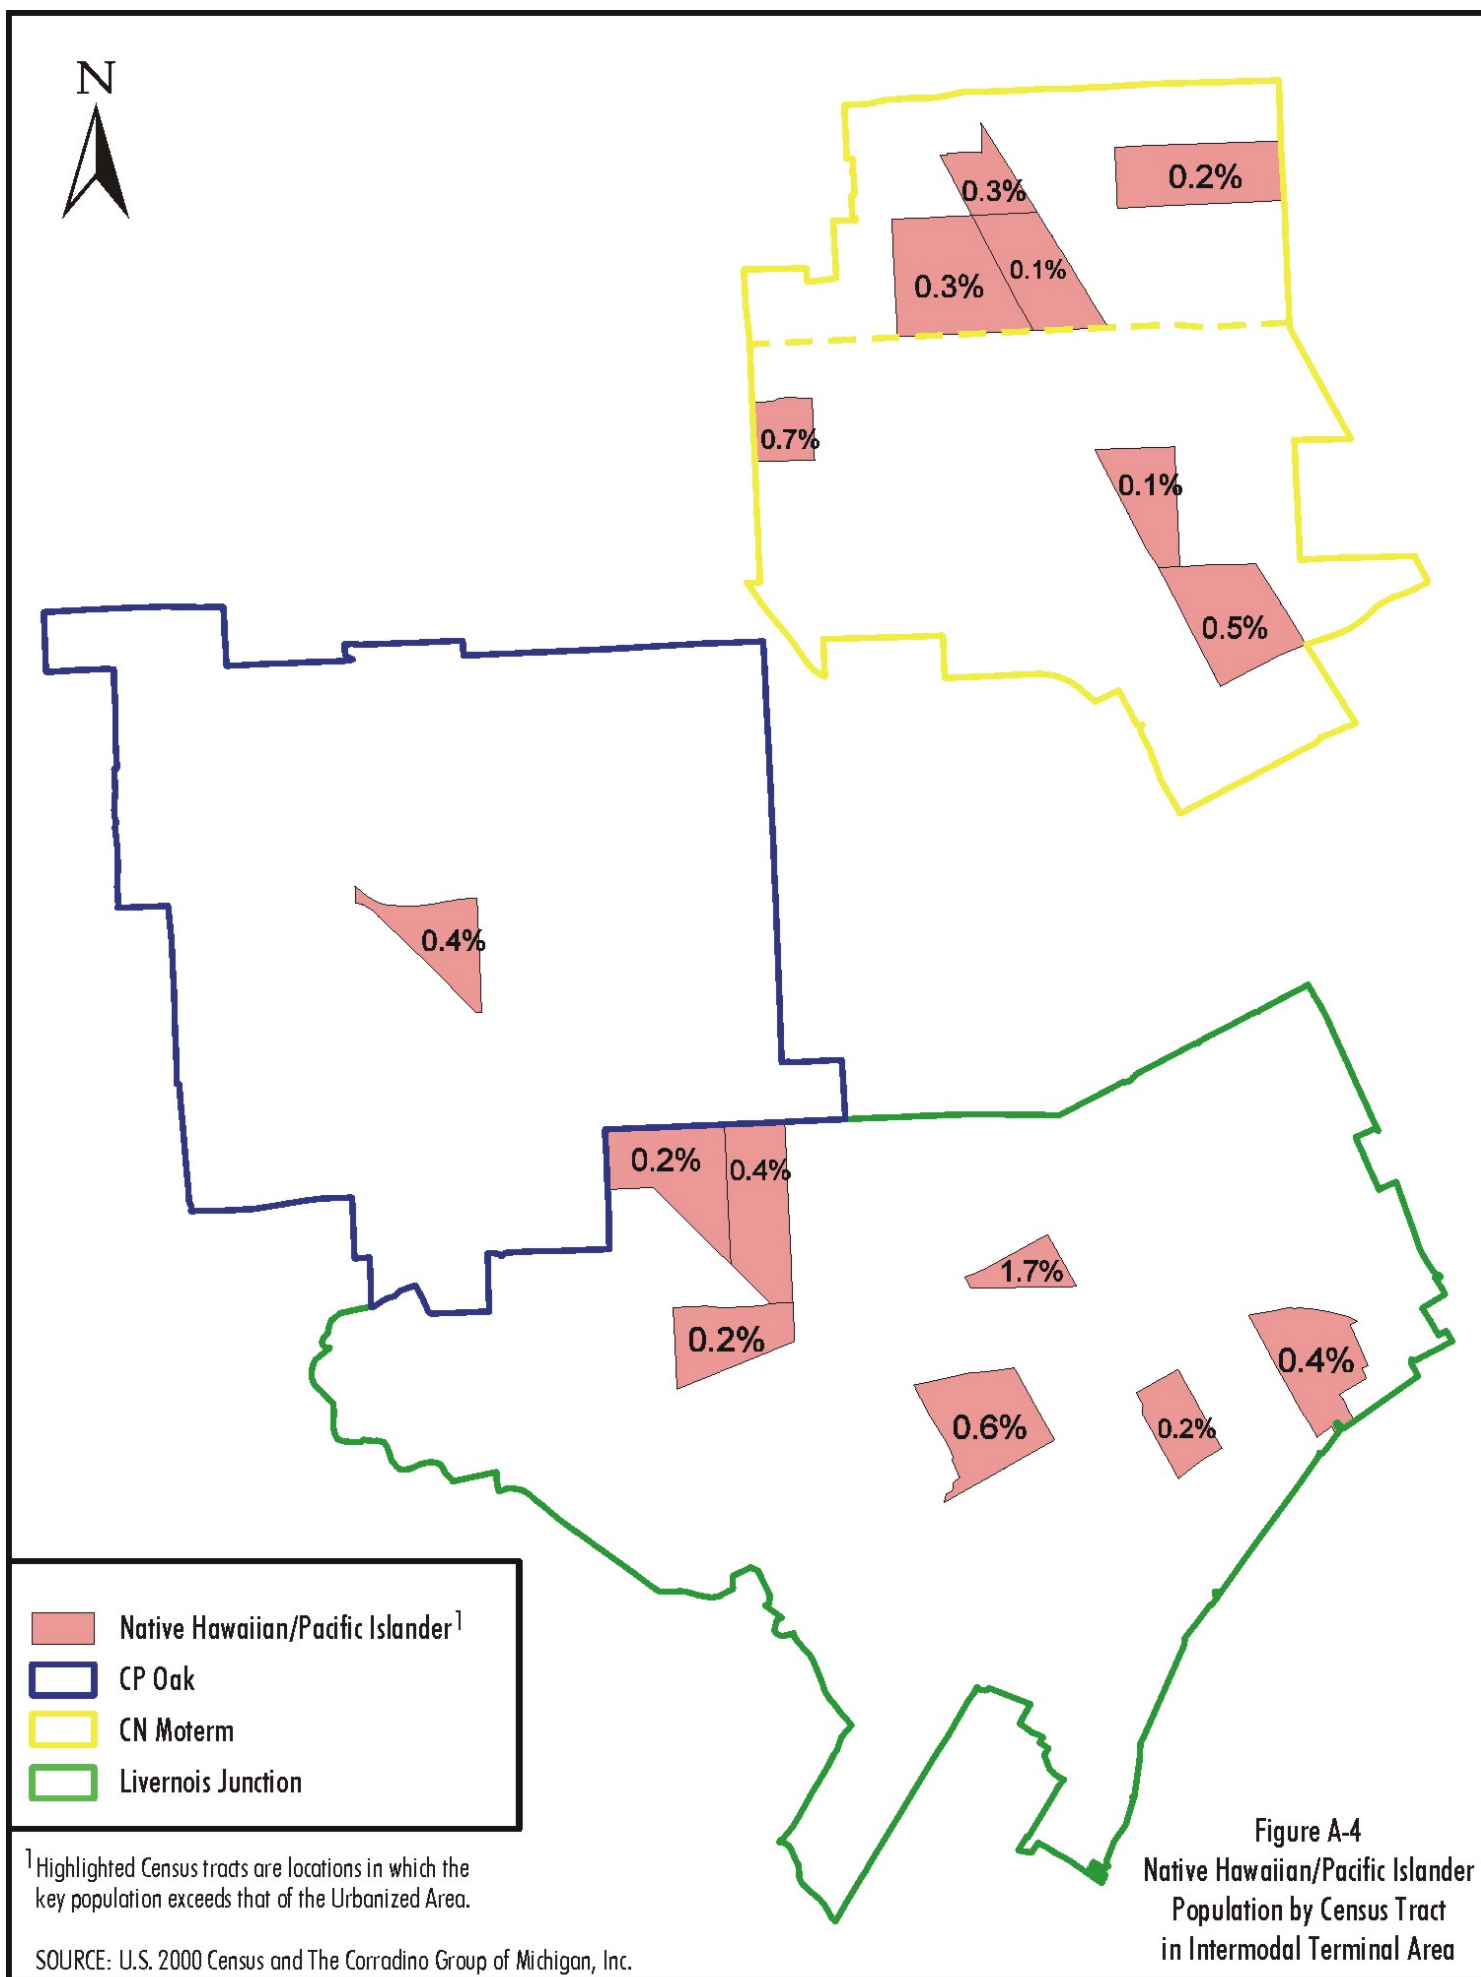 N
0.3%
0.2%
0.3%
0.1%
0.7%
0.1%
0.5%
0.4%
0.2%
0.4%
1.7%
0.2%
0.4%
0.6%
0.2%
Native Hawaiian/Pacific Islander1
CP Oak
CN Moterm
Livernois Junction
1 Highlighted Census tracts are locations in which the
key population exceeds that of the Urbanized Area.
SOURCE: U.S. 2000 Census and The Corradino Group of Michigan, Inc.
Figure A-4
Native Hawaiian/Pacific Islander
Population by Census Tract
in Intermodal Terminal Area